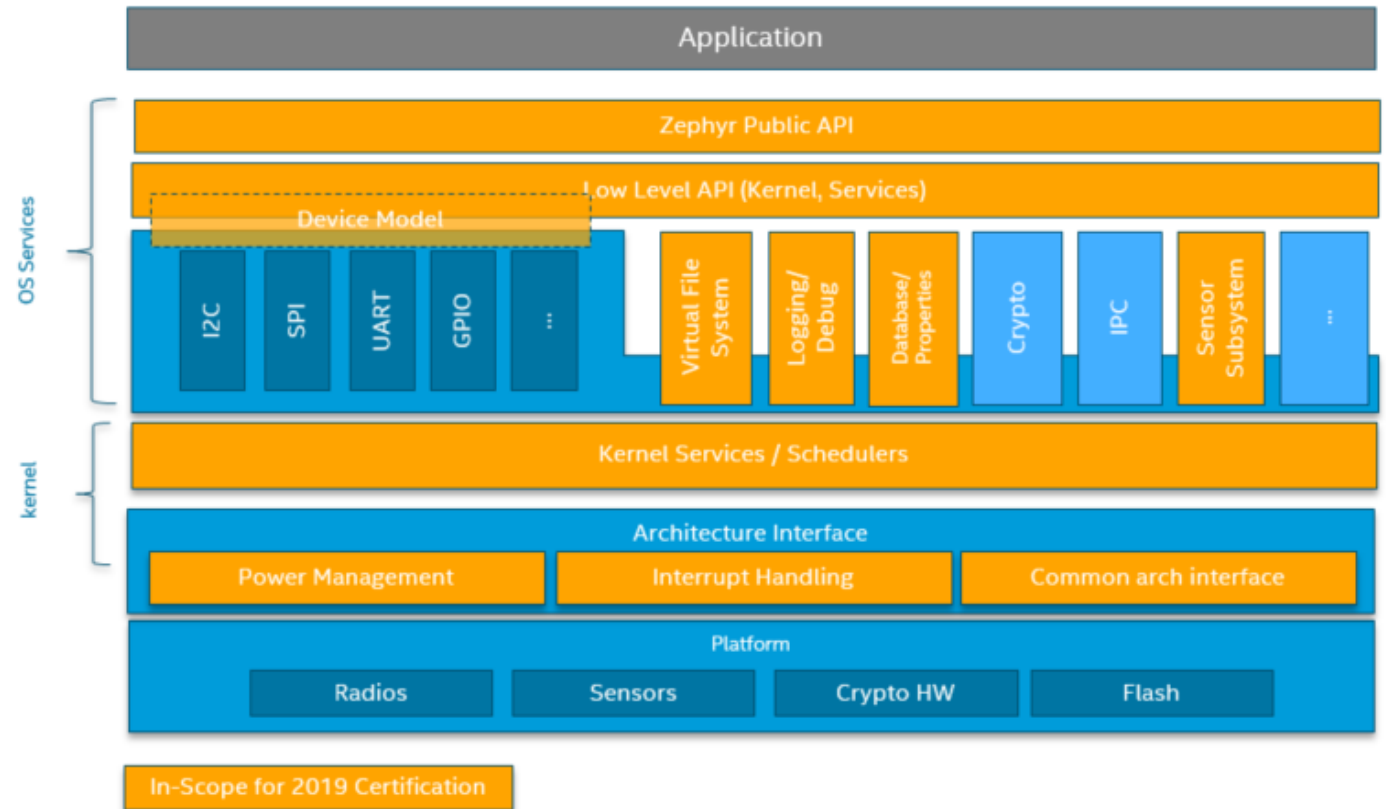 Application
Zephyr Public API
Low Level API (Kernel, Services)
Device Model
OS Services
I2C
SPI
UART
GPIO
...
Virtual File
System
Logging/
Debug
Database/
Properties
Crypto
IPC
Sensor
Subsystem
...
kernel
Kernel Services / Schedulers
Architecture Interface
Power Management
Interrupt Handling
Common arch interface
Platform
Radios
Sensors
Crypto HW
Flash
In-Scope for 2019 Certification